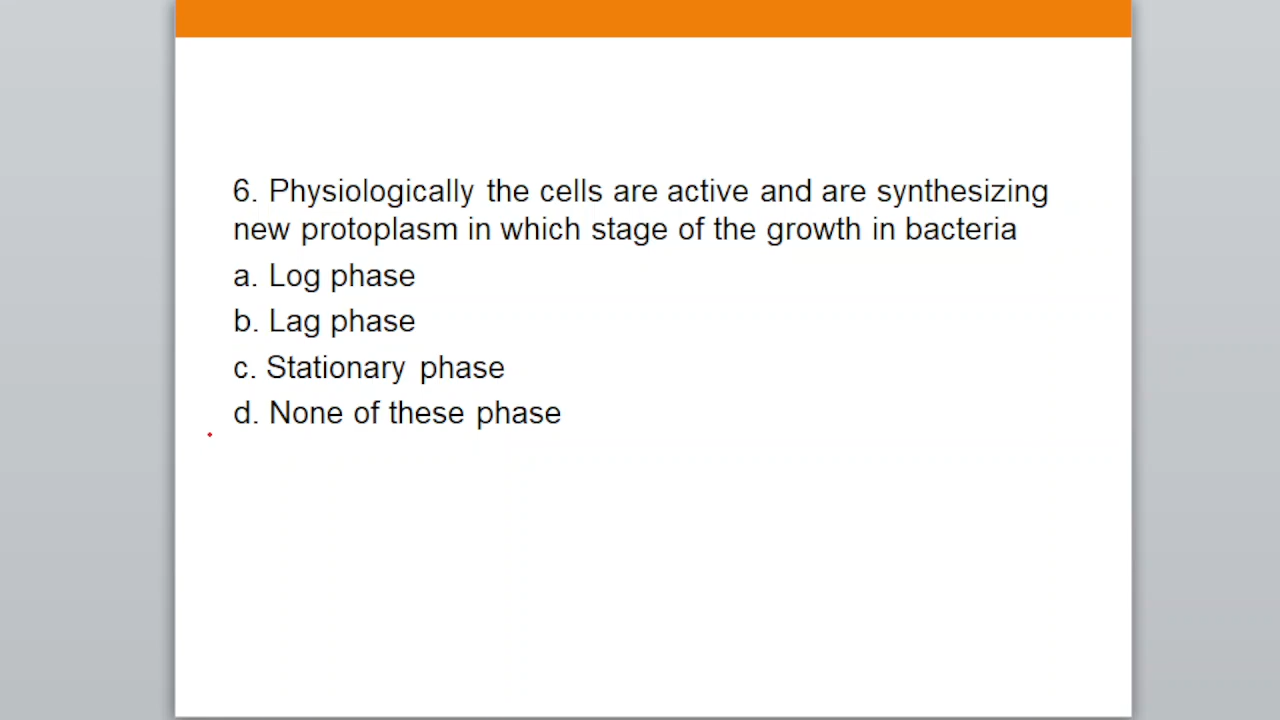 6. Physiologically the cells are active and are synthesizing
new protoplasm in which stage of the growth in bacteria
a. Log phase
b. Lag phase
c. Stationary phase
d. None of these phase